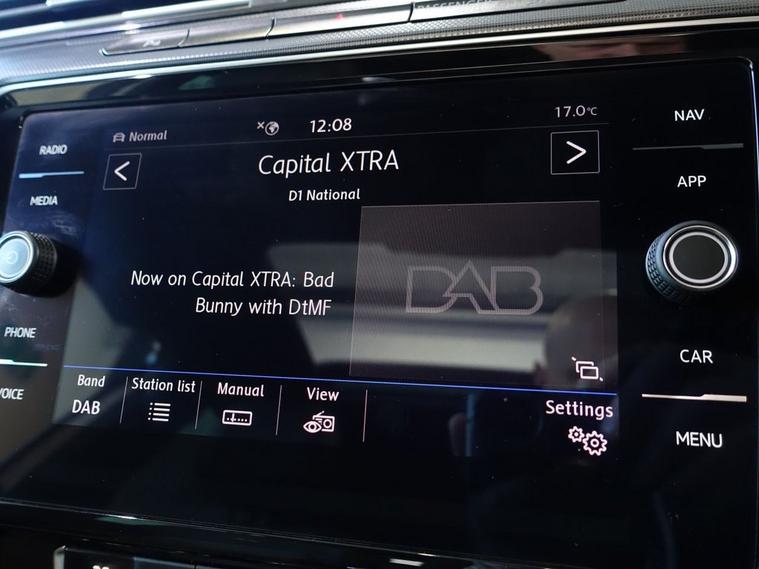 PASSENGER
Normal
12:08
17.0°C
RADIO
MEDIA
PHONE
VOICE
Capital XTRA
D1 National
Now on Capital XTRA: Bad
Bunny with DtMF
DAB
Band
DAB
Station list
Manual
View
Settings
NAV
APP
CAR
MENU